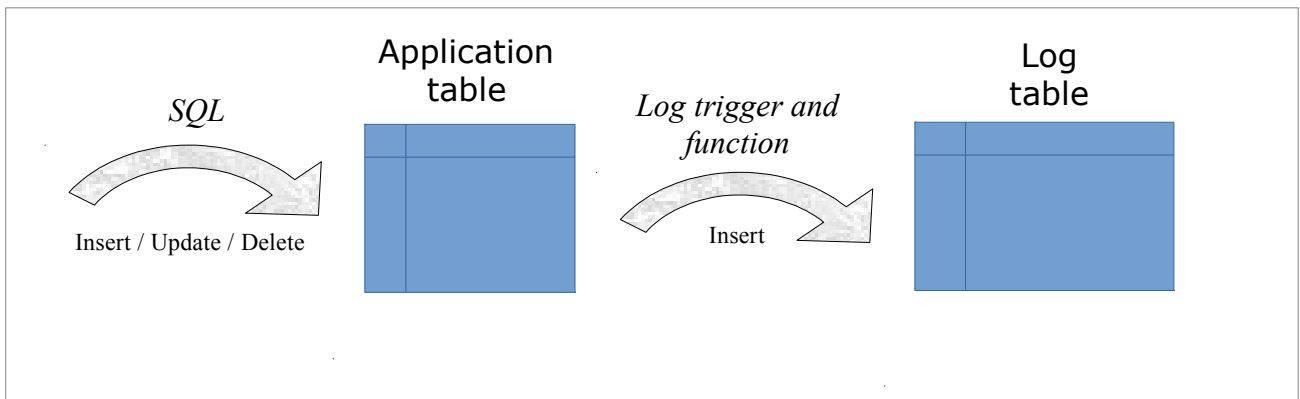 SQL
Insert / Update / Delete
Application
table
Log trigger and
function
Insert
Log
table